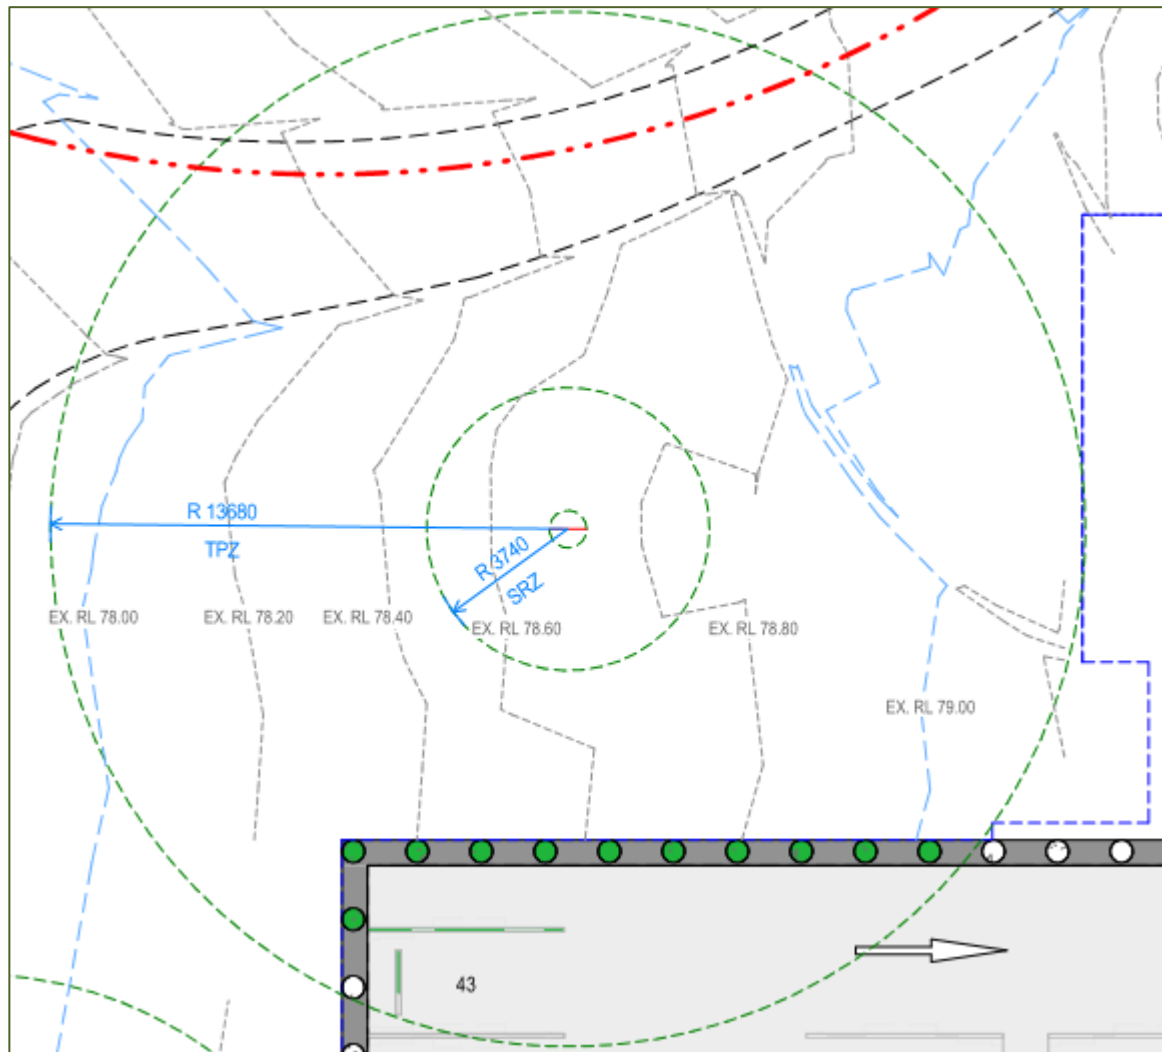 R 13680
TPZ
R 3740
SRZ
EX. RL 78.00
EX. RL 78.20
EX. RL 78.40
EX. RL 78.60
EX. RL 78.80
EX. RL 79.00
43